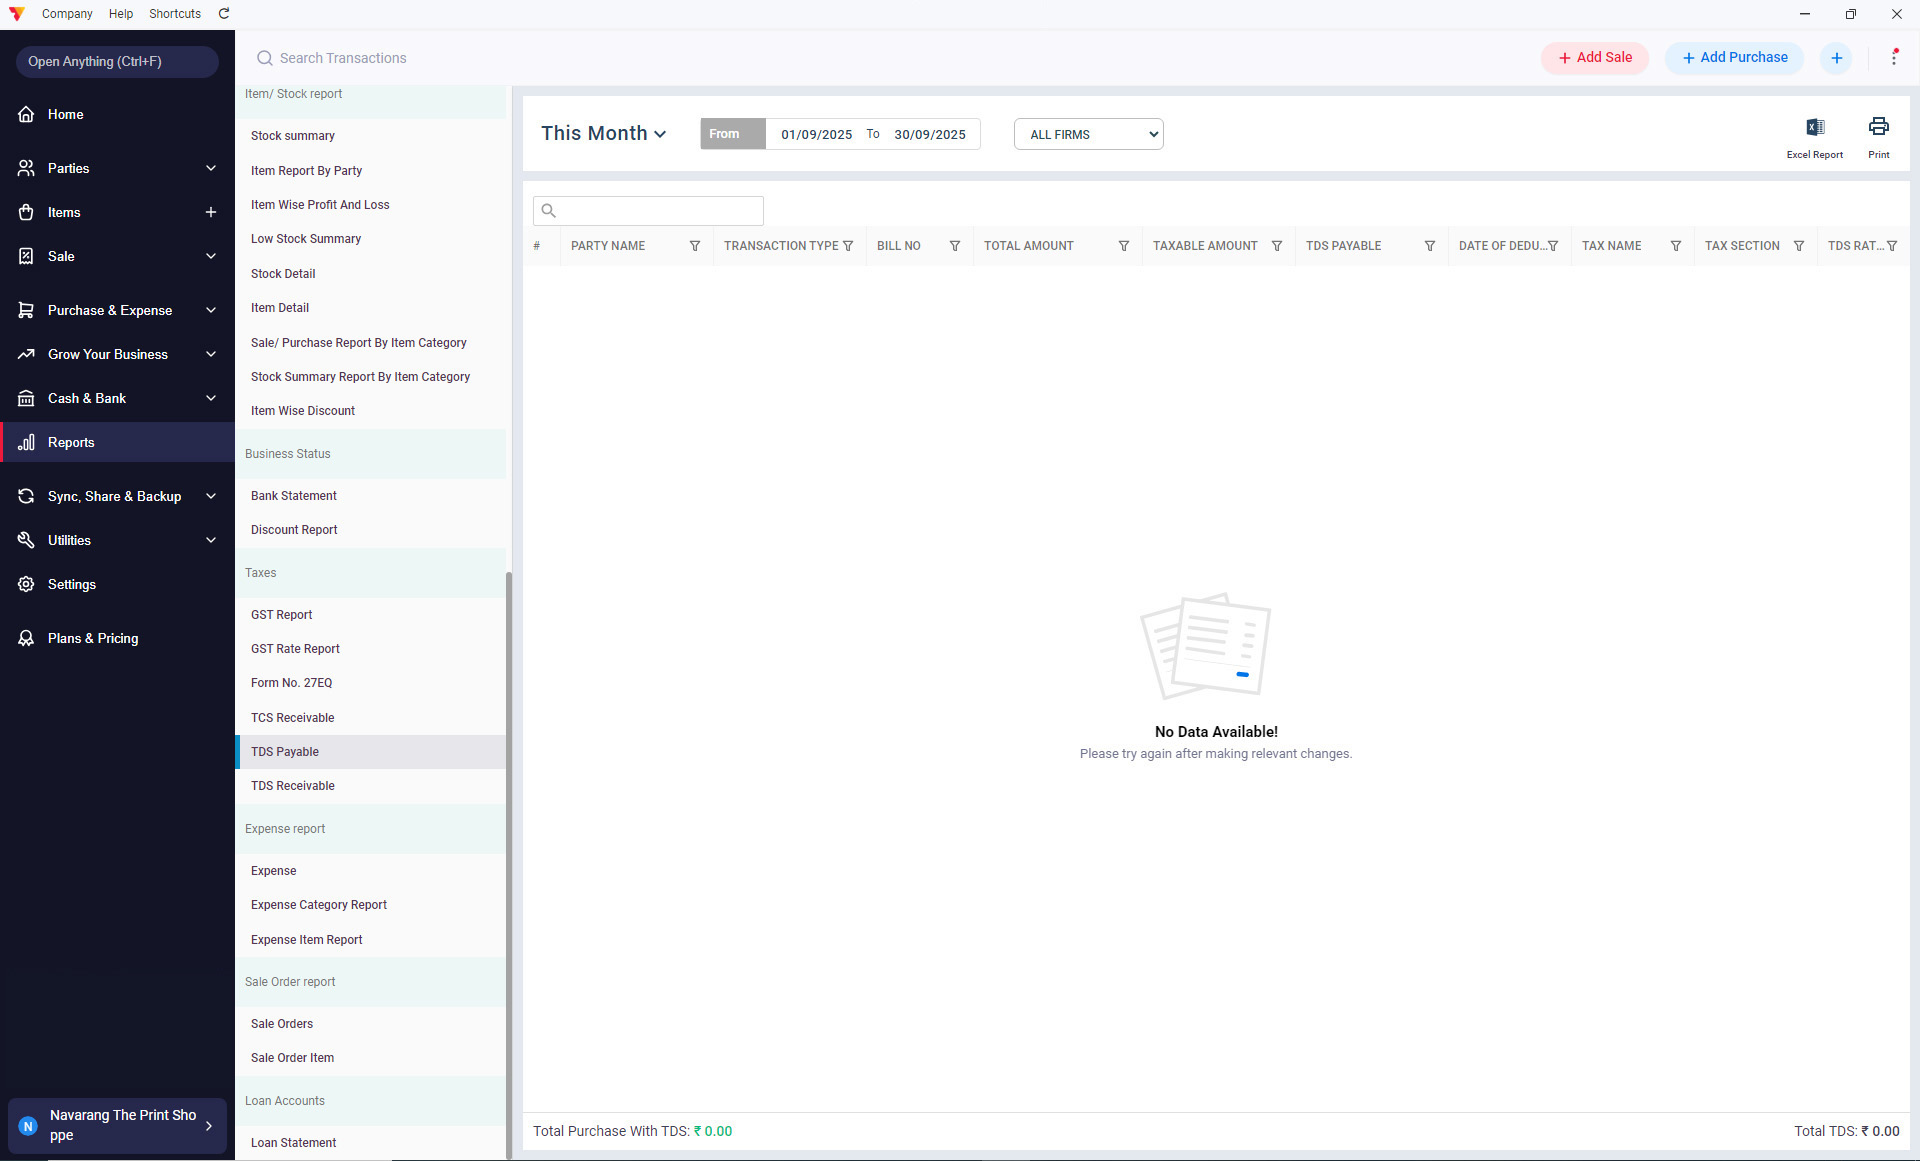 Company Help Shortcuts
Open Anything (Ctrl+F)
Home
Parties
Items
Sale
Purchase & Expense
Grow Your Business
Cash & Bank
Reports
Sync, Share & Backup
Utilities
Settings
Plans & Pricing
N
Navarang The Print Sho
ppe
Search Transactions
Add Sale
Add Purchase
Item/ Stock report
Stock summary
Item Report By Party
Item Wise Profit And Loss
Low Stock Summary
Stock Detail
Item Detail
Sale/ Purchase Report By Item Category
Stock Summary Report By Item Category
Item Wise Discount
Business Status
Bank Statement
Discount Report
Taxes
GST Report
GST Rate Report
Form No. 27EQ
TCS Receivable
TDS Payable
TDS Receivable
Expense report
Expense
Expense Category Report
Expense Item Report
Sale Order report
Sale Orders
Sale Order Item
Loan Accounts
Loan Statement
This Month
From 01/09/2025 To 30/09/2025
ALL FIRMS
Excel Report
Print
# PARTY NAME TRANSACTION TYPE BILL NO TOTAL AMOUNT TAXABLE AMOUNT TDS PAYABLE DATE OF DEDU... TAX NAME TAX SECTION TDS RAT...
No Data Available!
Please try again after making relevant changes.
Total Purchase With TDS: ₹ 0.00
Total TDS: ₹ 0.00